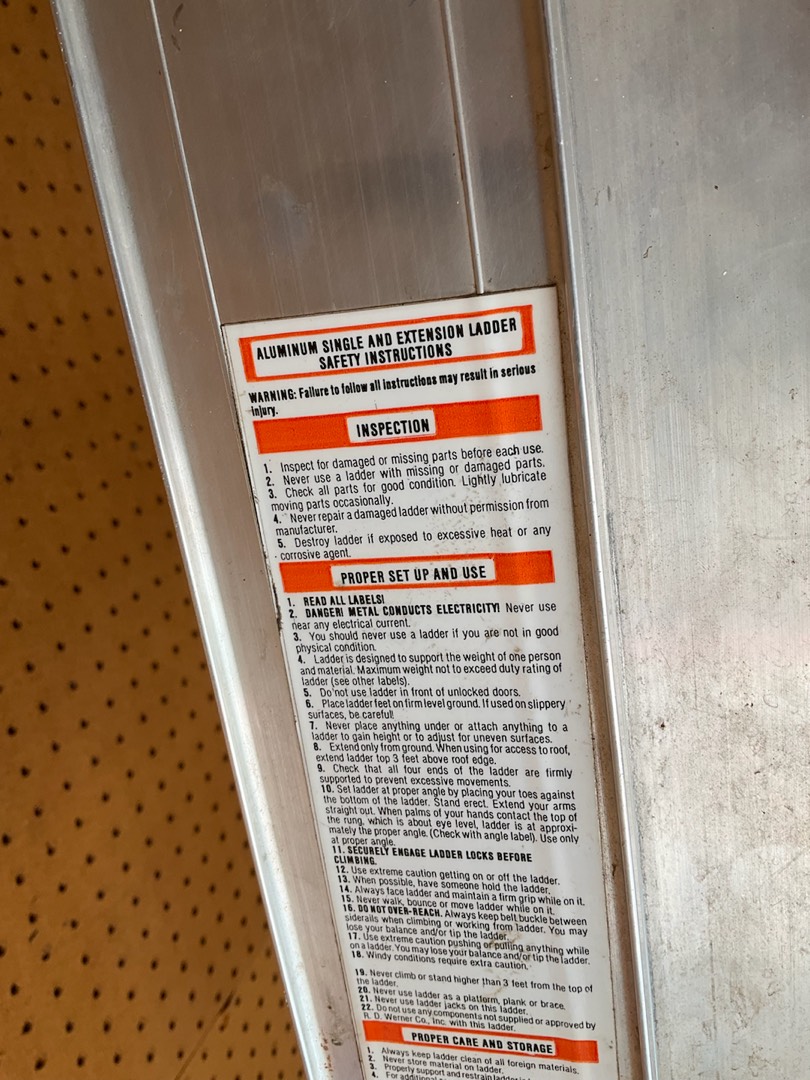 ALUMINUM SINGLE AND EXTENSION LADDER
SAFETY INSTRUCTIONS
WARNING: Failure to follow all instructions may result in serious
injury.
INSPECTION
1. Inspect for damaged or missing parts before each use.
2. Never use a ladder with missing or damaged parts.
3. Check all parts for good condition. Lightly lubricate
moving parts occasionally.
4. Never repair a damaged ladder without permission from
manufacturer.
5. Destroy ladder if exposed to excessive heat or any
corrosive agent.
PROPER SET UP AND USE
1. READ ALL LABELS!
2. DANGER! METAL CONDUCTS ELECTRICITY! Never use
near any electrical current.
3. You should never use a ladder if you are not in good
physical condition.
4. Ladder is designed to support the weight of one person
and material. Maximum weight not to exceed duty rating of
ladder (see other labels).
5. Do not use ladder in front of unlocked doors.
6. Place ladder feet on firm level ground. If used on slippery
surfaces, be careful!
7. Never place anything under or attach anything to a
ladder to gain height or to adjust for uneven surfaces.
8. Extend only from ground. When using for access to roof,
extend ladder top 3 feet above roof edge.
9. Check that all four ends of the ladder are firmly
supported to prevent excessive movements.
10. Set ladder at proper angle by placing your toes against
the bottom of the ladder. Stand erect. Extend your arms
straight out. When palms of your hands contact the top of
the rung, which is about eye level, ladder is at approxi-
mately the proper angle. (Check with angle label). Use only
at proper angle.
11. SECURELY ENGAGE LADDER LOCKS BEFORE
CLIMBING.
12. Use extreme caution getting on or off the ladder.
13. When possible, have someone hold the ladder.
14. Always face ladder and maintain a firm grip while on it.
15. Never walk, bounce or move ladder while on it.
16. DO NOT OVER-REACH. Always keep belt buckle between
siderails when climbing or working from ladder. You may
lose your balance and/or tip the ladder.
17. Use extreme caution pushing or pulling anything while
on a ladder. You may lose your balance and/or tip the ladder.
18. Windy conditions require extra caution.
19. Never climb or stand higher than 3 feet from the top of
the ladder.
20. Never use ladder as a platform, plank or brace.
21. Never use ladder jacks on this ladder.
22. Do not use any components not supplied or approved by
R. D. Werner Co., Inc. with this ladder.
PROPER CARE AND STORAGE
1. Always keep ladder clean of all foreign materials.
2. Never store material on ladder.
3. Properly support and restrain ladder
4. For additional